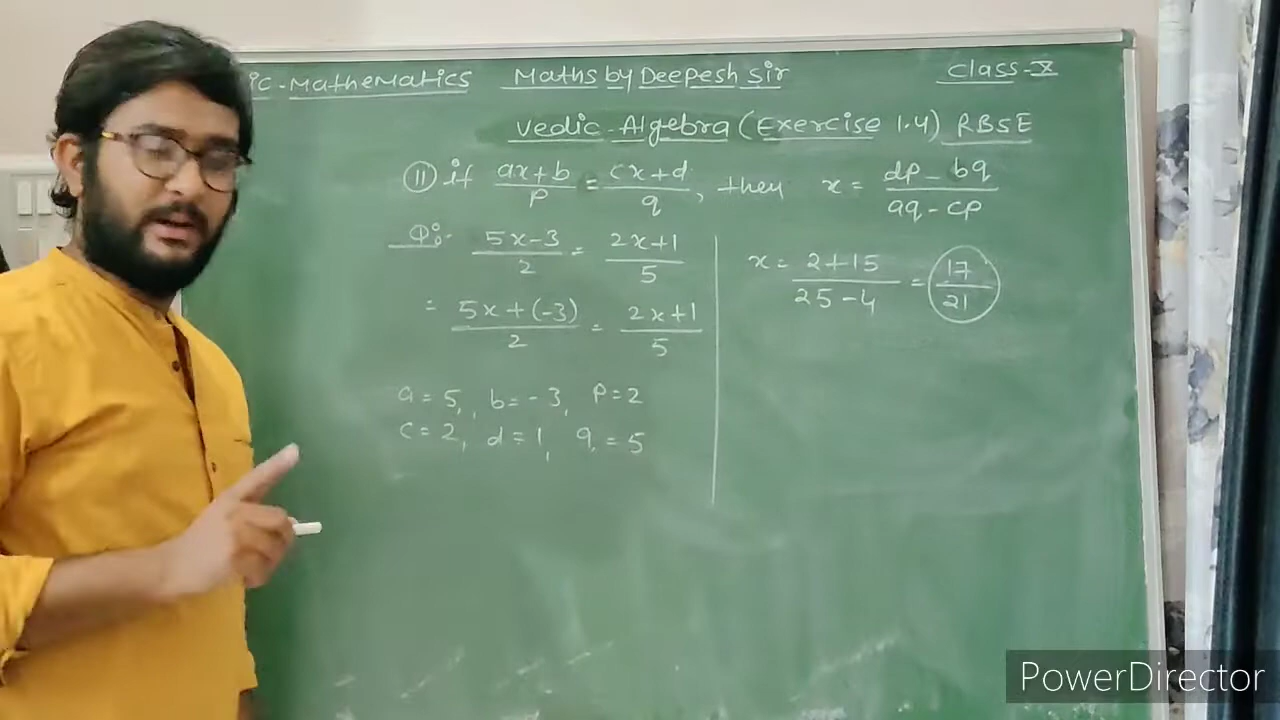 ic-Mathematics Maths by Deepesh Sir Class-X
Vedic-Algebra (Exercise 1.4) RBSE
(11) if (ax+b)/p = (cx+d)/q, then x = (dp-bq)/(aq-cp)
Q:- (5x-3)/2 = (2x+1)/5
= (5x+(-3))/2 = (2x+1)/5
a=5, b=-3, p=2
c=2, d=1, q=5
x = (2+15)/(25-4) = 17/21
PowerDirector